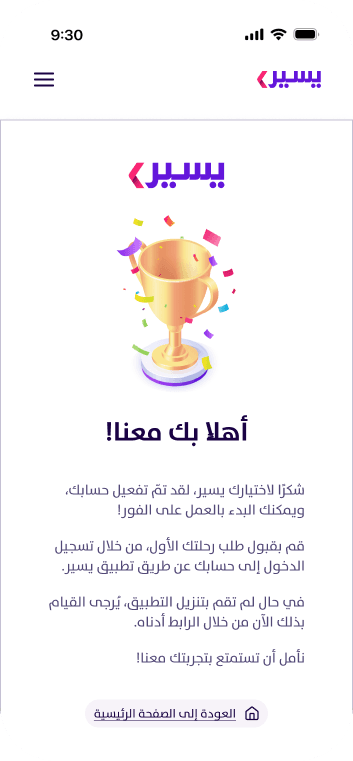 9:30
يسير
يسير
أهلا بك معنا!
شكرًا لاختيارك يسير، لقد تمّ تفعيل حسابك،
ويمكنك البدء بالعمل على الفور!
قم بقبول طلب رحلتك الأول، من خلال تسجيل
الدخول إلى حسابك عن طريق تطبيق يسير.
في حال لم تقم بتنزيل التطبيق، يُرجى القيام
بذلك الآن من خلال الرابط أدناه.
نأمل أن تستمتع بتجربتك معنا!
العودة إلى الصفحة الرئيسية